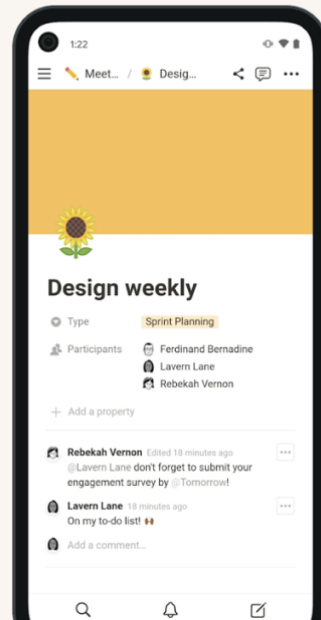 1:22
Meet... / Desig...
Design weekly
Type Sprint Planning
Participants Ferdinand Bernadine
Lavern Lane
Rebekah Vernon
+ Add a property
Rebekah Vernon Edited 18 minutes ago
@Lavern Lane don't forget to submit your
engagement survey by @Tomorrow!
Lavern Lane 18 minutes ago
On my to-do list! 🙌🏾
Add a comment...